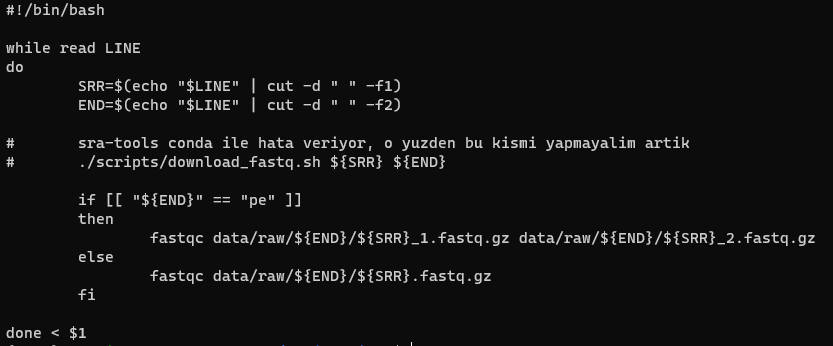 #!/bin/bash
while read LINE
do
SRR=$(echo "$LINE" | cut -d " " -f1)
END=$(echo "$LINE" | cut -d " " -f2)
# sra-tools conda ile hata veriyor, o yuzden bu kismi yapmayalim artik
# ./scripts/download_fastq.sh ${SRR} ${END}
if [[ "${END}" == "pe" ]]
then
fastqc data/raw/${END}/${SRR}_1.fastq.gz data/raw/${END}/${SRR}_2.fastq.gz
else
fastqc data/raw/${END}/${SRR}.fastq.gz
fi
done < $1